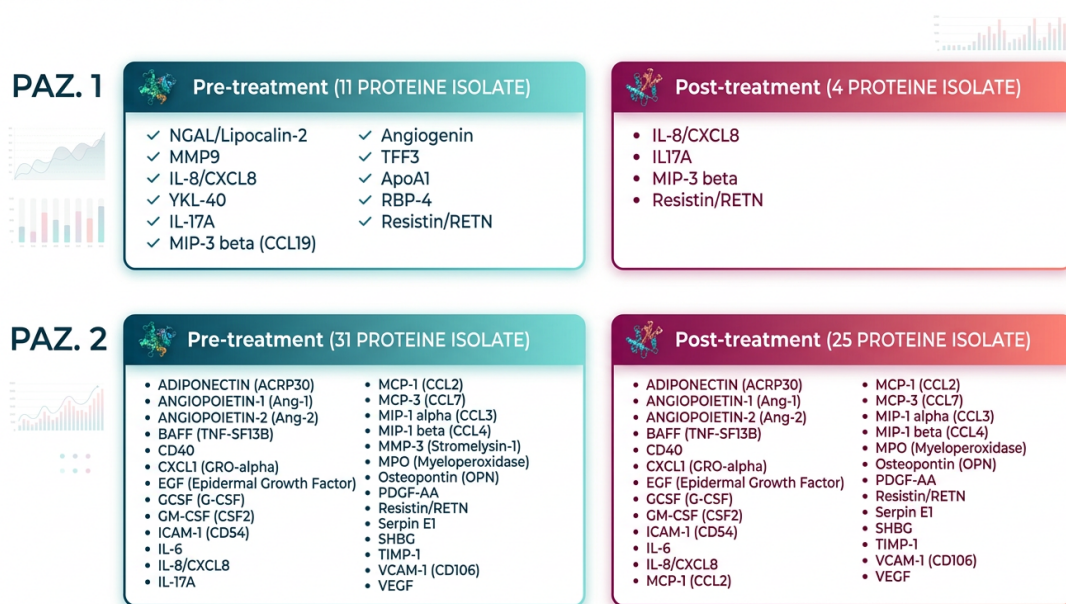 PAZ. 1
Pre-treatment (11 PROTEINE ISOLATE)
NGAL/Lipocalin-2
MMP9
IL-8/CXCL8
YKL-40
IL-17A
MIP-3 beta (CCL19)
Angiogenin
TFF3
ApoA1
RBP-4
Resistin/RETN
Post-treatment (4 PROTEINE ISOLATE)
IL-8/CXCL8
IL17A
MIP-3 beta
Resistin/RETN
PAZ. 2
Pre-treatment (31 PROTEINE ISOLATE)
ADIPONECTIN (ACRP30)
ANGIOPOIETIN-1 (Ang-1)
ANGIOPOIETIN-2 (Ang-2)
BAFF (TNF-SF13B)
CD40
CXCL1 (GRO-alpha)
EGF (Epidermal Growth Factor)
GCSF (G-CSF)
GM-CSF (CSF2)
ICAM-1 (CD54)
IL-6
IL-8/CXCL8
IL-17A
MCP-1 (CCL2)
MCP-3 (CCL7)
MIP-1 alpha (CCL3)
MIP-1 beta (CCL4)
MMP-3 (Stromelysin-1)
MPO (Myeloperoxidase)
Osteopontin (OPN)
PDGF-AA
Resistin/RETN
Serpin E1
SHBG
TIMP-1
VCAM-1 (CD106)
VEGF
Post-treatment (25 PROTEINE ISOLATE)
ADIPONECTIN (ACRP30)
ANGIOPOIETIN-1 (Ang-1)
ANGIOPOIETIN-2 (Ang-2)
BAFF (TNF-SF13B)
CD40
CXCL1 (GRO-alpha)
EGF (Epidermal Growth Factor)
GCSF (G-CSF)
GM-CSF (CSF2)
ICAM-1 (CD54)
IL-6
IL-8/CXCL8
MCP-1 (CCL2)
MCP-1 (CCL2)
MCP-3 (CCL7)
MIP-1 alpha (CCL3)
MIP-1 beta (CCL4)
MPO (Myeloperoxidase)
Osteopontin (OPN)
PDGF-AA
Resistin/RETN
Serpin E1
SHBG
TIMP-1
VCAM-1 (CD106)
VEGF